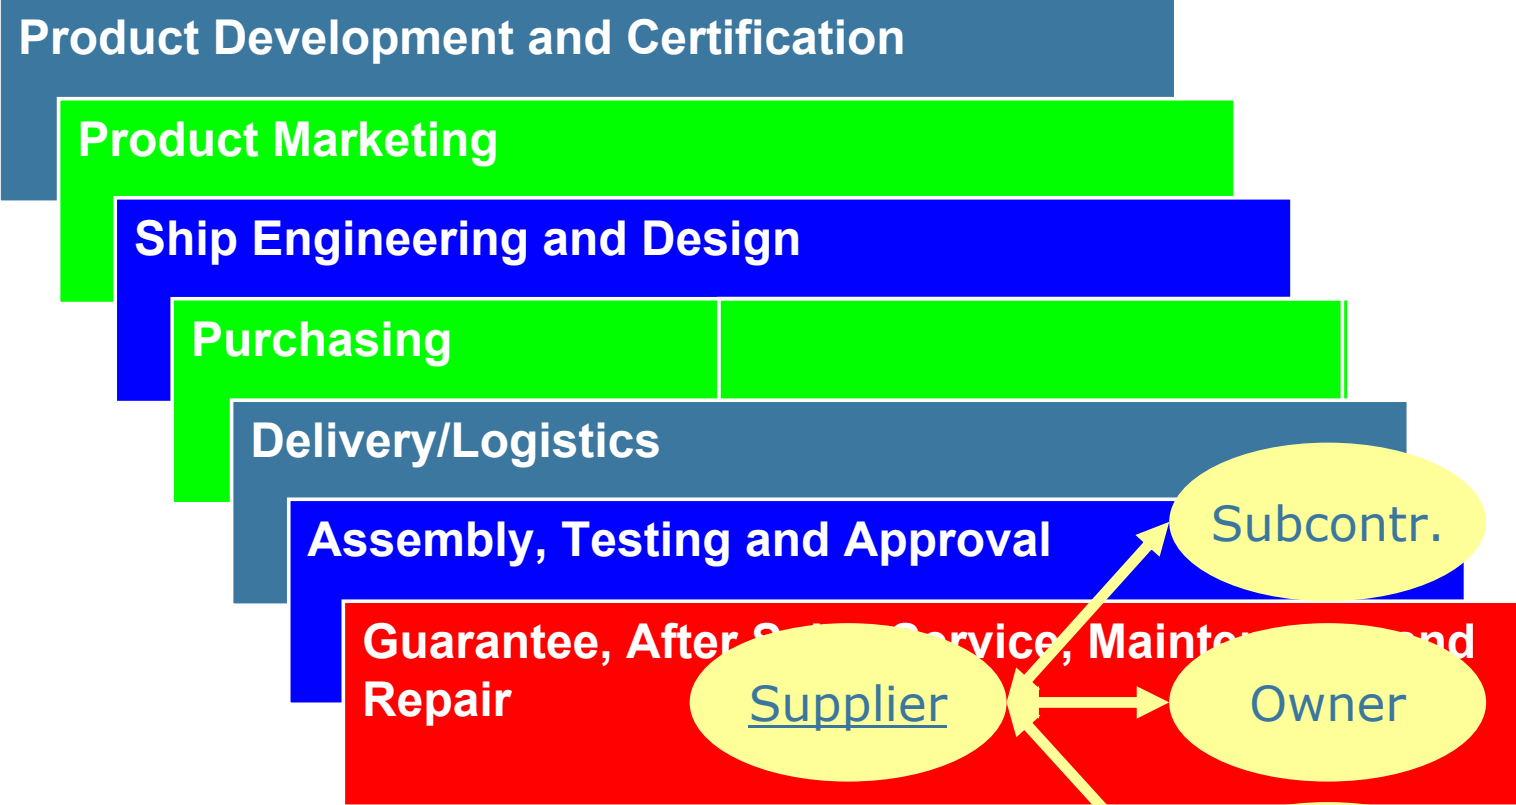 Product Development and Certification
Product Marketing
Ship Engineering and Design
Purchasing
Delivery/Logistics
Subcontr.
Assembly, Testing and Approval
Guarantee, After
Repair
Supplier
Owner